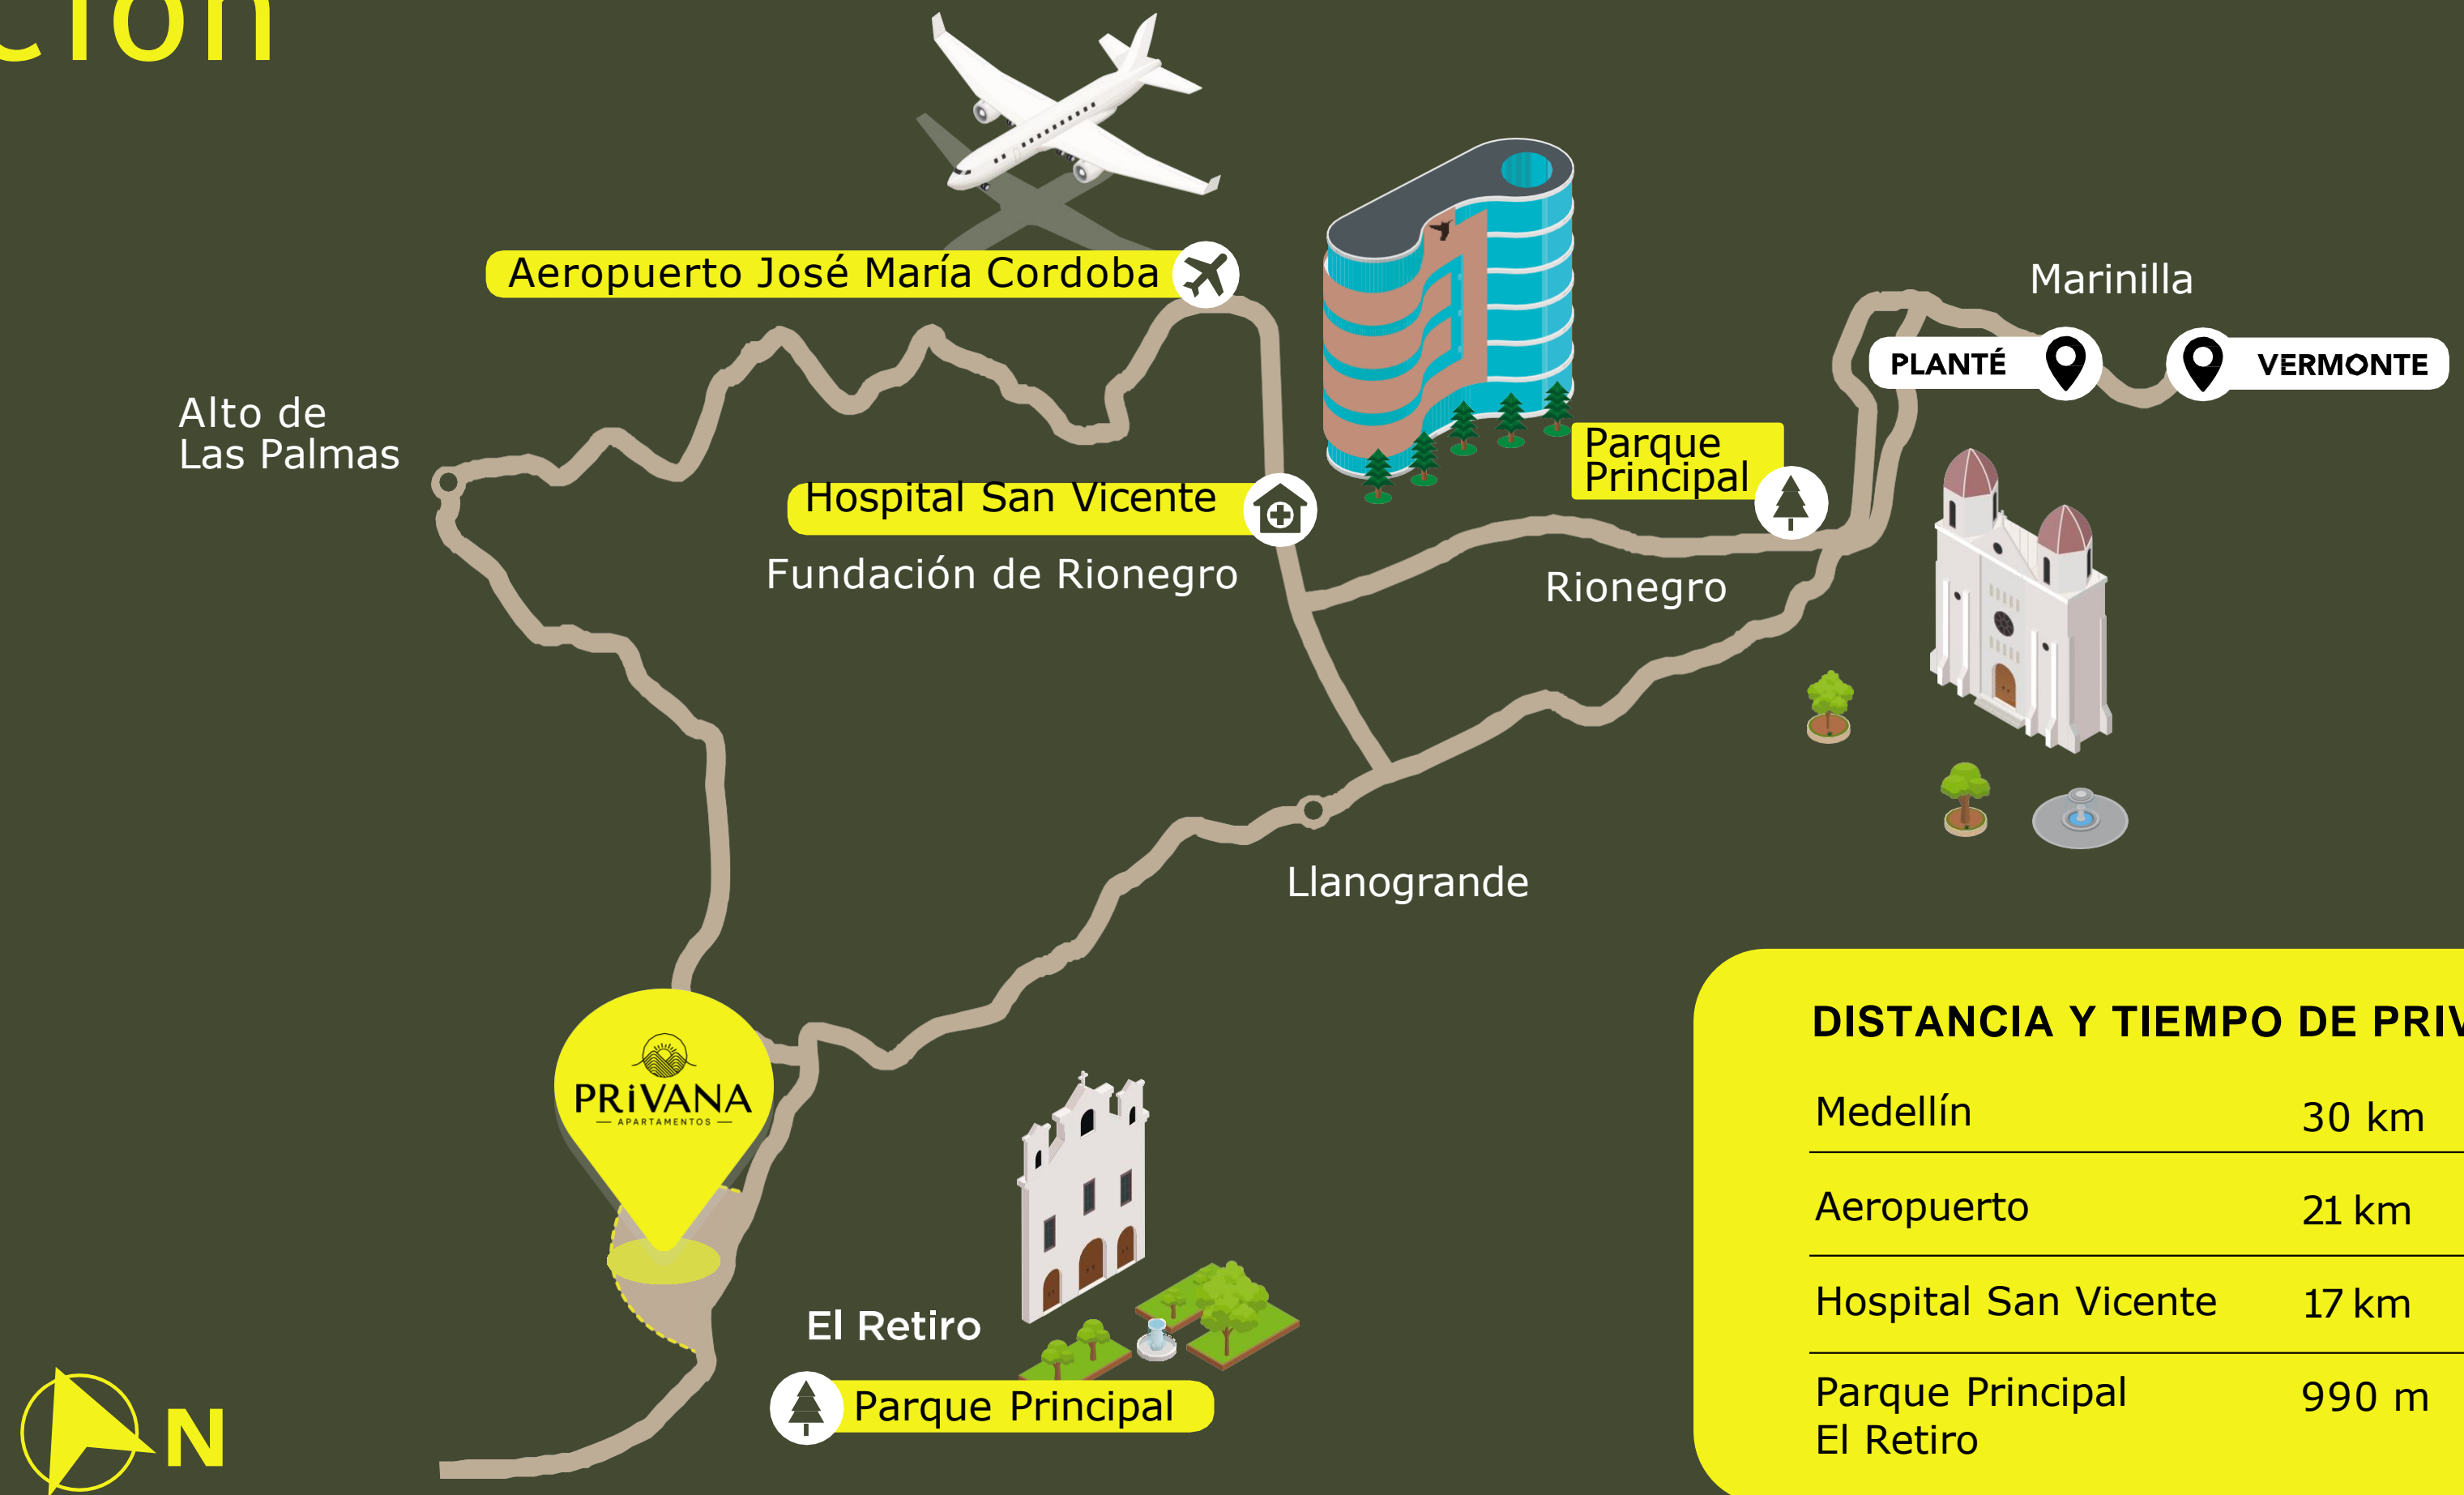 ción
Aeropuerto José María Cordoba
Marinilla
PLANTÉ
VERMONTE
Alto de
Las Palmas
Parque
Principal
Hospital San Vicente
Fundación de Rionegro
Rionegro
Llanogrande
PRiVANA
APARTAMENTOS
El Retiro
Parque Principal
N
DISTANCIA Y TIEMPO DE PRIV
Medellín 30 km
Aeropuerto 21 km
Hospital San Vicente 17 km
Parque Principal 990 m
El Retiro